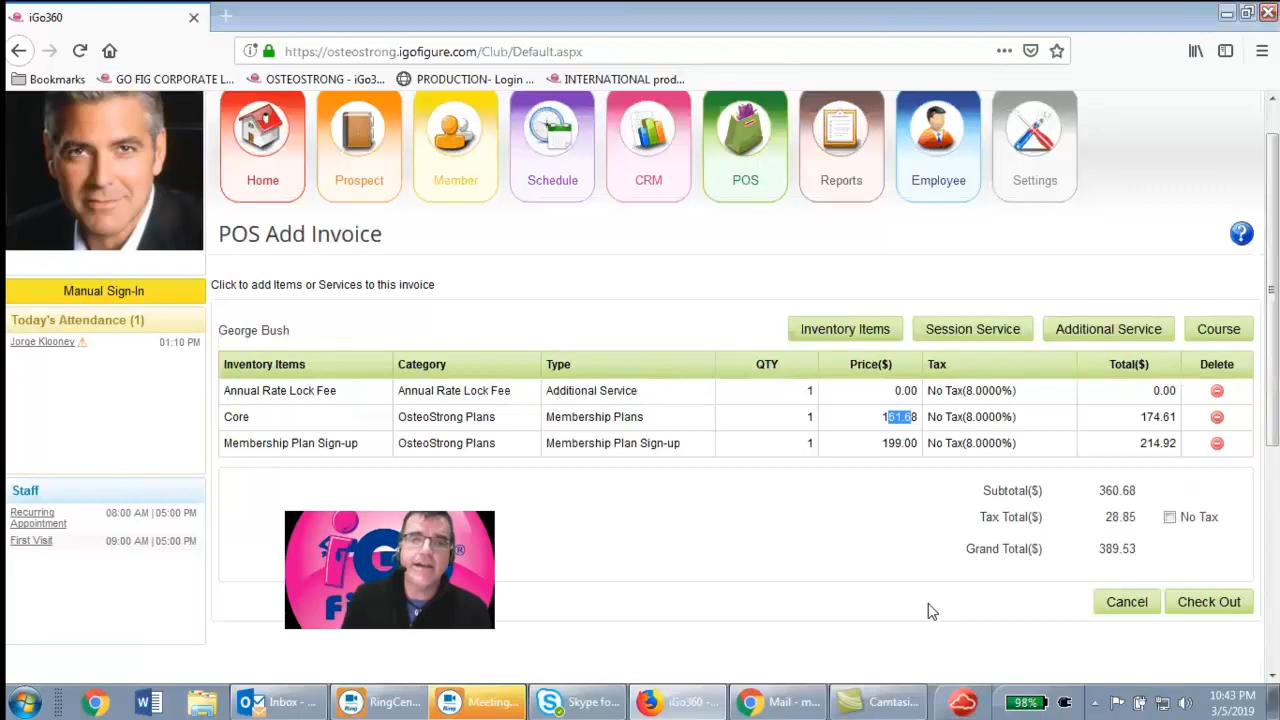 iGo360
https://osteostrong.igofigure.com/Club/Default.aspx
Bookmarks GO FIG CORPORATE L... OSTEOSTRONG - iGo3... PRODUCTION- Login ... INTERNATIONAL prod...
Home Prospect Member Schedule CRM POS Reports Employee Settings
POS Add Invoice
?
Manual Sign-In
Click to add Items or Services to this invoice
Today's Attendance (1)
Jorge Klooney 01:10 PM
George Bush
Inventory Items Session Service Additional Service Course
Inventory Items Category Type QTY Price($) Tax Total($) Delete
Annual Rate Lock Fee Annual Rate Lock Fee Additional Service 1 0.00 No Tax(8.0000%) 0.00
Core OsteoStrong Plans Membership Plans 1 161.68 No Tax(8.0000%) 174.61
Membership Plan Sign-up OsteoStrong Plans Membership Plan Sign-up 1 199.00 No Tax(8.0000%) 214.92
Staff
Recurring Appointment 08:00 AM | 05:00 PM
First Visit 09:00 AM | 05:00 PM
Subtotal($) 360.68
Tax Total($) 28.85 No Tax
Grand Total($) 389.53
Cancel Check Out
Inbox - ... RingCen... Meeting... Skype fo... iGo360 -... Mail - m... Camtasi... 98%
10:43 PM
3/5/2019